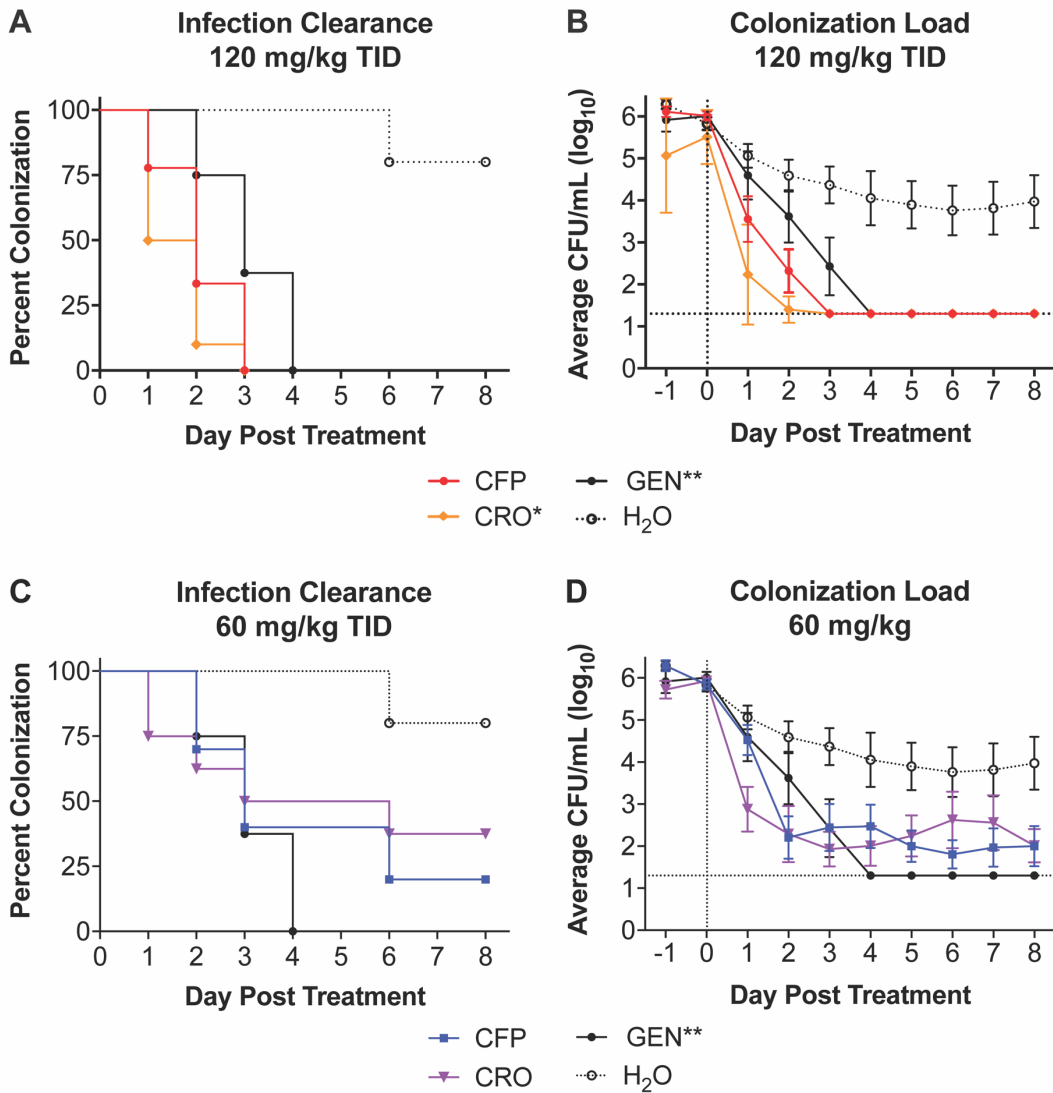 A
Infection Clearance
120 mg/kg TID
Percent Colonization
100
75
50
25
0
0 1 2 3 4 5 6 7 8
Day Post Treatment
B
Colonization Load
120 mg/kg TID
Average CFU/mL (log10)
6
5
4
3
2
1
0
-1 0 1 2 3 4 5 6 7 8
Day Post Treatment
CFP
GEN**
CRO*
H2O
C
Infection Clearance
60 mg/kg TID
Percent Colonization
100
75
50
25
0
0 1 2 3 4 5 6 7 8
Day Post Treatment
D
Colonization Load
60 mg/kg
Average CFU/mL (log10)
6
5
4
3
2
1
0
-1 0 1 2 3 4 5 6 7 8
Day Post Treatment
CFP
GEN**
CRO
H2O